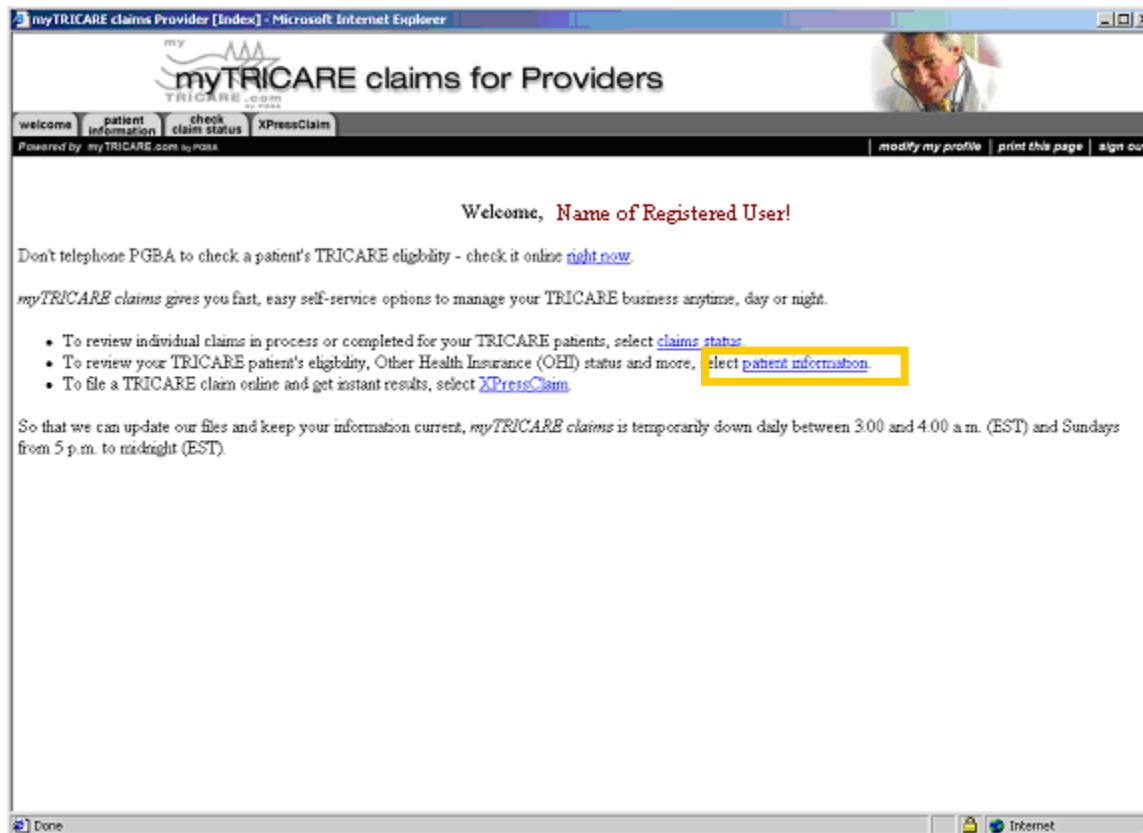 myTRICARE claims Provider [Index] - Microsoft Internet Explorer
my
TRICARE.com
by PGBA
myTRICARE claims for Providers
welcome
patient information
check claim status
XPressClaim
Powered by myTRICARE.com by PGBA
modify my profile | print this page | sign ou
Welcome, Name of Registered User!
Don't telephone PGBA to check a patient's TRICARE eligibility - check it online right now.
myTRICARE claims gives you fast, easy self-service options to manage your TRICARE business anytime, day or night.
• To review individual claims in process or completed for your TRICARE patients, select claims status.
• To review your TRICARE patient's eligibility, Other Health Insurance (OHI) status and more, select patient information.
• To file a TRICARE claim online and get instant results, select XPressClaim.
So that we can update our files and keep your information current, myTRICARE claims is temporarily down daily between 3:00 and 4:00 a.m. (EST) and Sundays
from 5 p.m. to midnight (EST).
Done
Internet